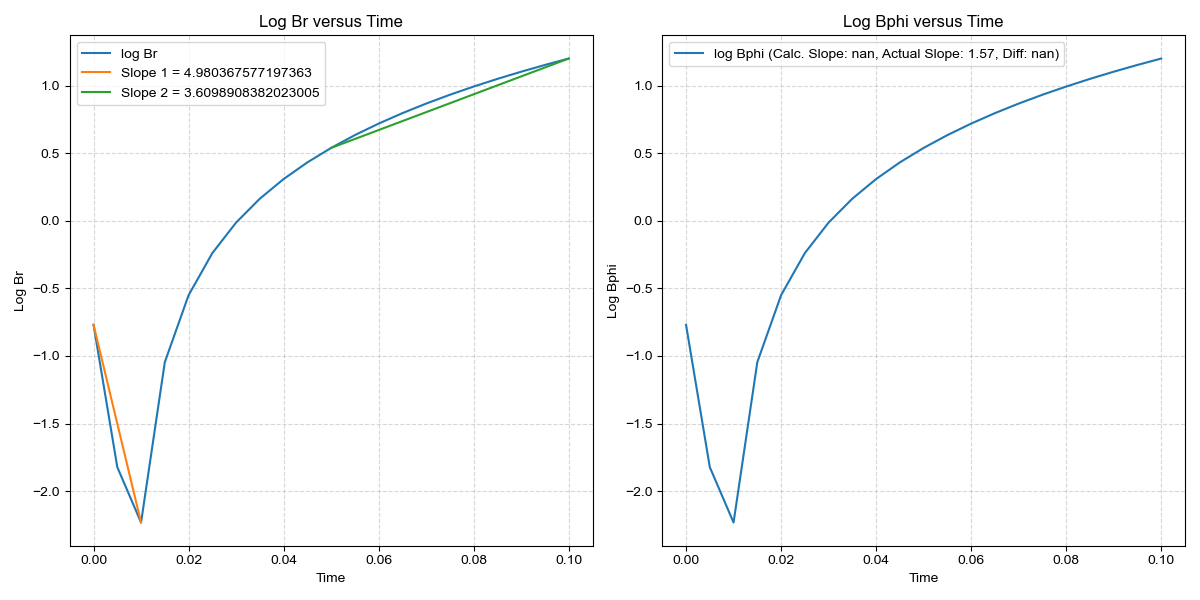 Log Br versus Time
log Br
Slope 1 = 4.980367577197363
Slope 2 = 3.6098908382023005
1.0
0.5
0.0
−0.5
−1.0
−1.5
−2.0
Log Br
0.00 0.02 0.04 0.06 0.08 0.10
Time
Log Bphi versus Time
log Bphi (Calc. Slope: nan, Actual Slope: 1.57, Diff: nan)
1.0
0.5
0.0
−0.5
−1.0
−1.5
−2.0
Log Bphi
0.00 0.02 0.04 0.06 0.08 0.10
Time